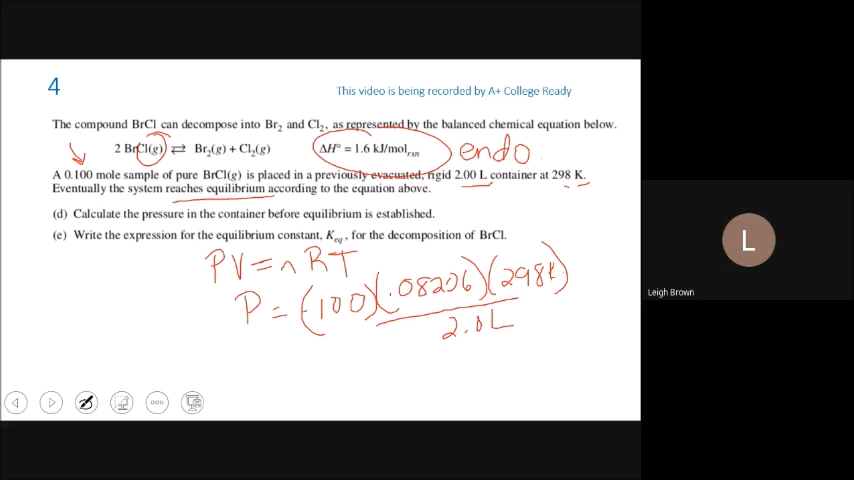 4
This video is being recorded by A+ College Ready
The compound BrCl can decompose into Br₂ and Cl₂, as represented by the balanced chemical equation below.
2 BrCl(g) ⇄ Br₂(g) + Cl₂(g) ΔH° = 1.6 kJ/molrxn endo
A 0.100 mole sample of pure BrCl(g) is placed in a previously evacuated, rigid 2.00 L container at 298 K.
Eventually the system reaches equilibrium according to the equation above.
(d) Calculate the pressure in the container before equilibrium is established.
(e) Write the expression for the equilibrium constant, Keq, for the decomposition of BrCl.
PV = nRT
P = (.100)(.08206)(298K)
2.0L
L
Leigh Brown